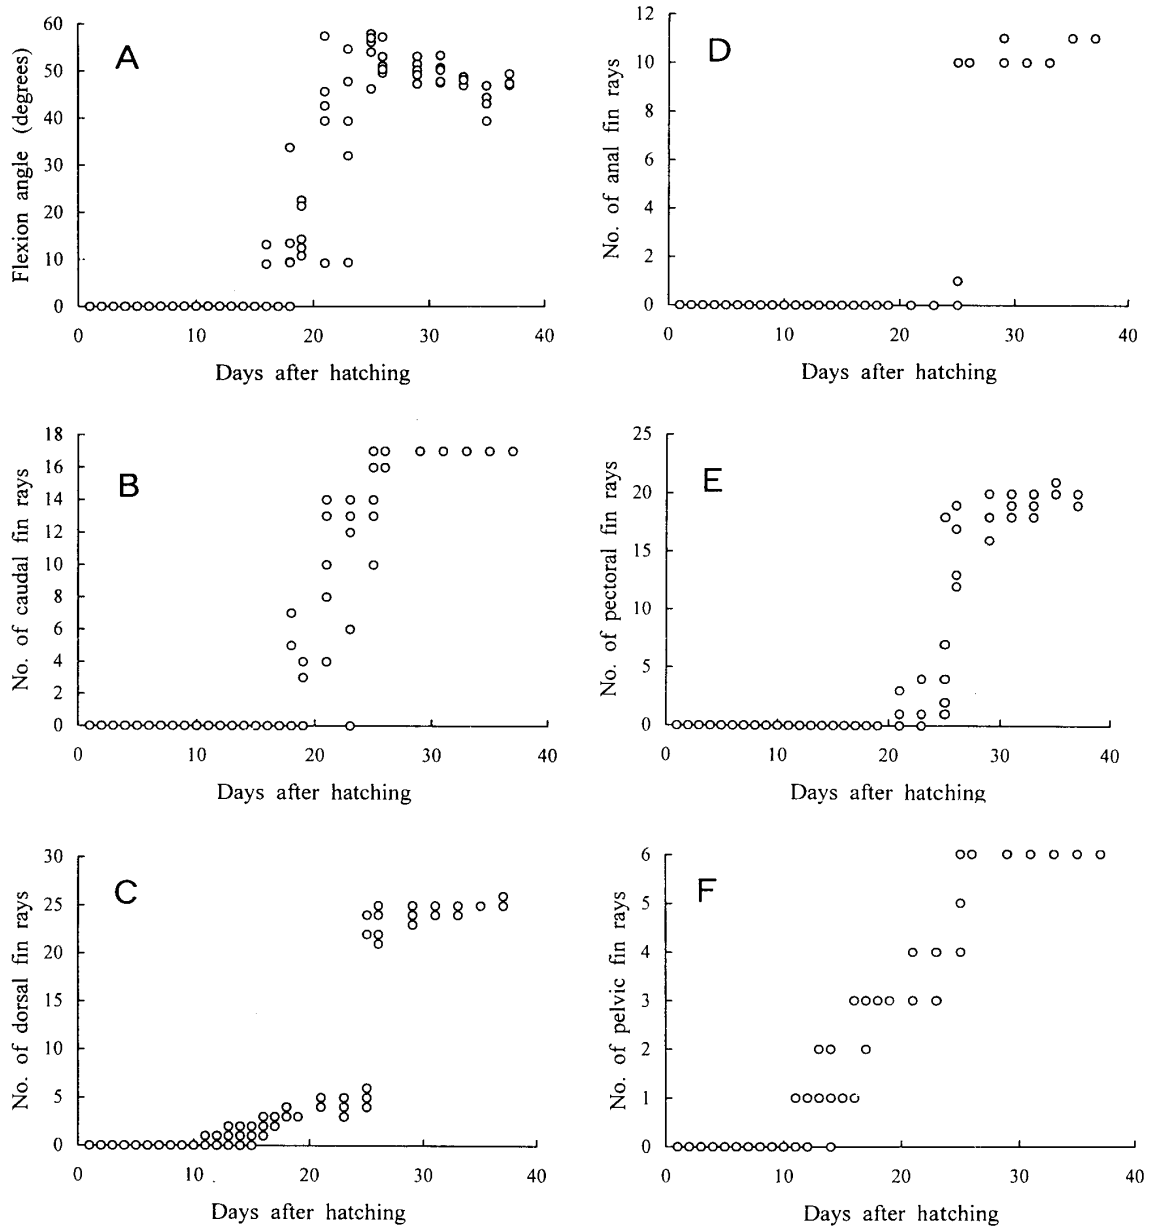 A
Flexion angle (degrees)
60
50
40
30
20
10
0
0 10 20 30 40
Days after hatching
D
No. of anal fin rays
12
10
8
6
4
2
0
0 10 20 30 40
Days after hatching
B
No. of caudal fin rays
18
16
14
12
10
8
6
4
2
0
0 10 20 30 40
Days after hatching
E
No. of pectoral fin rays
25
20
15
10
5
0
0 10 20 30 40
Days after hatching
C
No. of dorsal fin rays
30
25
20
15
10
5
0
0 10 20 30 40
Days after hatching
F
No. of pelvic fin rays
6
5
4
3
2
1
0
0 10 20 30 40
Days after hatching